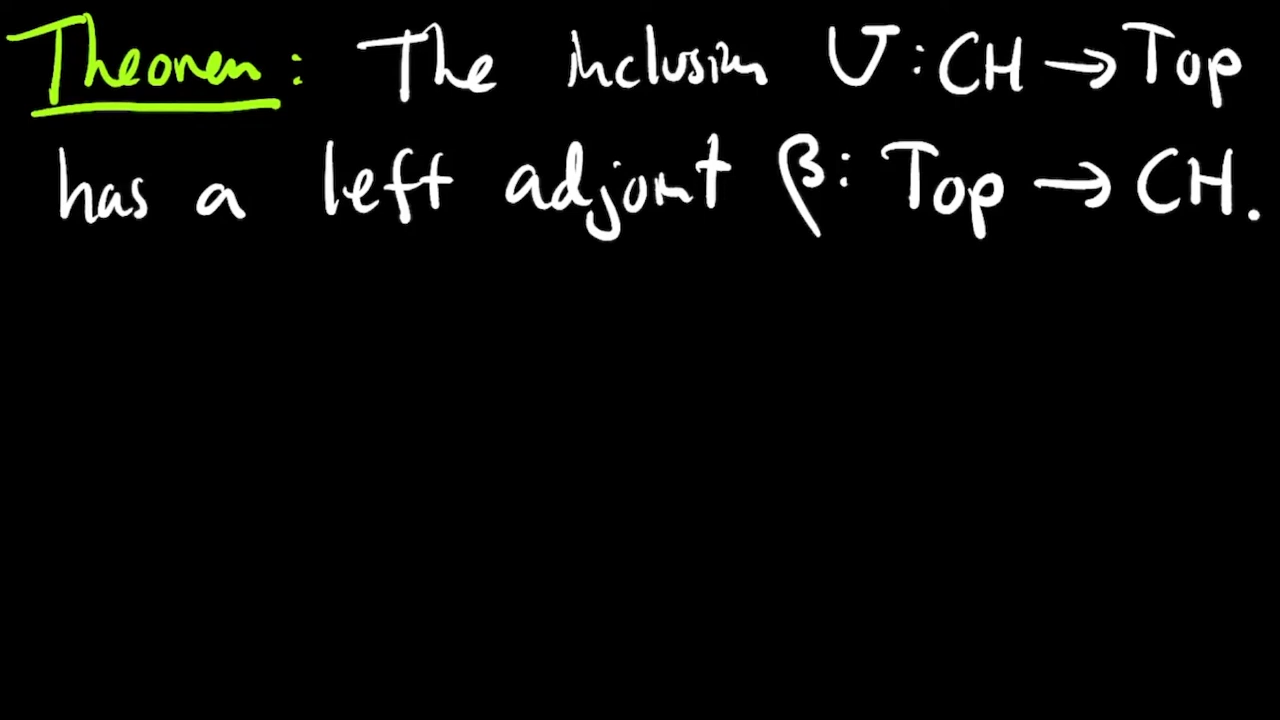 Theorem: The inclusion U: CH → Top
has a left adjoint β: Top → CH.